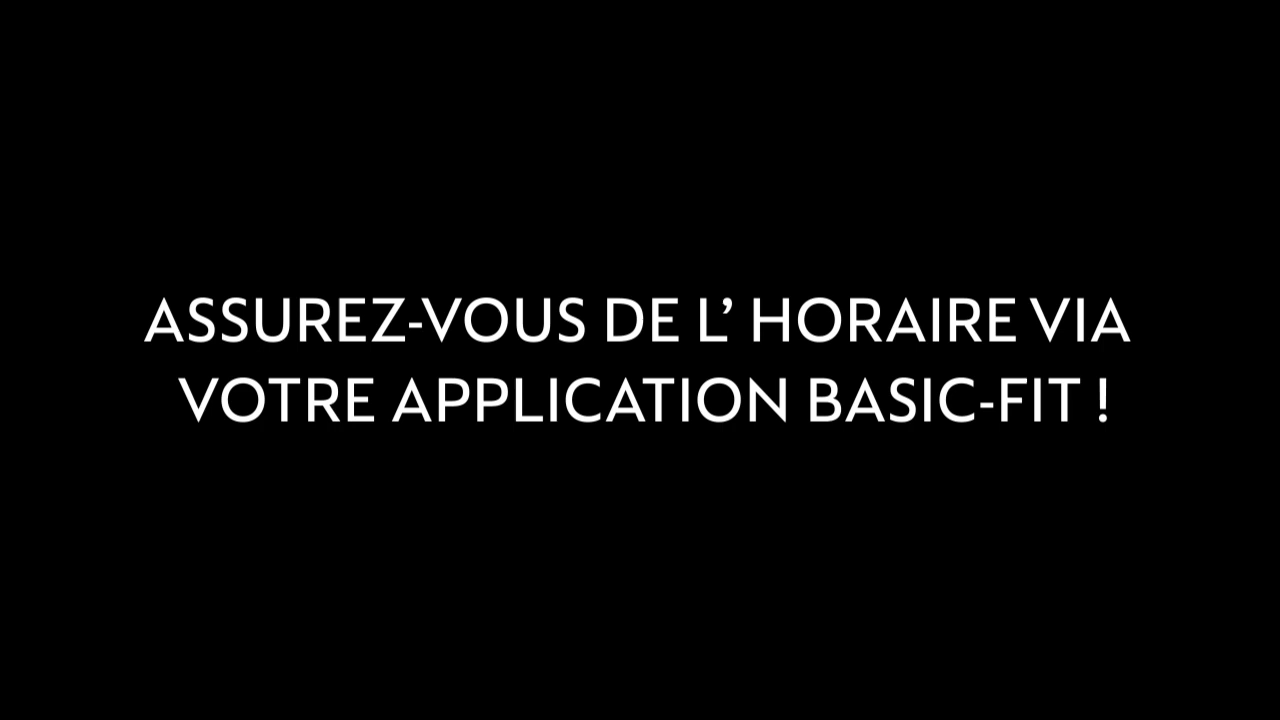 ASSUREZ-VOUS DE L’ HORAIRE VIA
VOTRE APPLICATION BASIC-FIT !